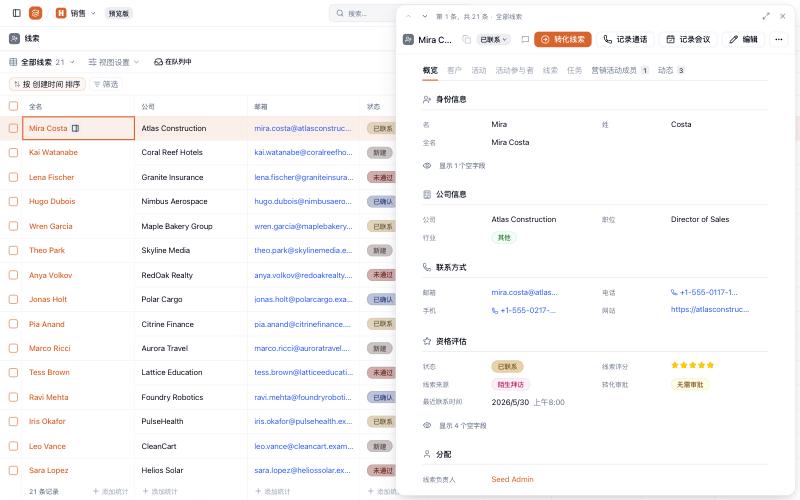 H 销售 预览版 搜索...
线索
全部线索 21 视图设置 在队列中
按 创建时间 排序 筛选
全名 公司 邮箱 状态
Mira Costa Atlas Construction mira.costa@atlasconstruc... 已联系
Kai Watanabe Coral Reef Hotels kai.watanabe@coralreefho... 新建
Lena Fischer Granite Insurance lena.fischer@graniteinsura... 未通过
Hugo Dubois Nimbus Aerospace hugo.dubois@nimbusaero... 已确认
Wren Garcia Maple Bakery Group wren.garcia@maplebakery... 已联系
Theo Park Skyline Media theo.park@skylinemedia.e... 新建
Anya Volkov RedOak Realty anya.volkov@redoakrealty.... 未通过
Jonas Holt Polar Cargo jonas.holt@polarcargo.exa... 已确认
Pia Anand Citrine Finance pia.anand@citrinefinance.... 已联系
Marco Ricci Aurora Travel marco.ricci@auroratravel.... 新建
Tess Brown Lattice Education tess.brown@latticeeducati... 未通过
Ravi Mehta Foundry Robotics ravi.mehta@foundryroboti... 已确认
Iris Okafor PulseHealth iris.okafor@pulsehealth.ex... 已联系
Leo Vance CleanCart leo.vance@cleancart.exam... 新建
Sara Lopez Helios Solar sara.lopez@heliossolar.ex... 未通过
21 条记录 添加统计 添加统计 添加统计
第 1 条，共 21 条 · 全部线索
Mira C... 已联系 转化线索 记录通话 记录会议 编辑
概览 客户 活动 活动参与者 线索 任务 营销活动成员 1 动态 3
身份信息
名 Mira 姓 Costa
全名 Mira Costa
显示 1 个空字段
公司信息
公司 Atlas Construction 职位 Director of Sales
行业 其他
联系方式
邮箱 mira.costa@atlas... 电话 +1-555-0117-1...
手机 +1-555-0217-... 网站 https://atlasconstruc...
资格评估
状态 已联系 线索评分
线索来源 陌生拜访 转化审批 无需审批
最近联系时间 2026/5/30 上午8:00
显示 4 个空字段
分配
线索负责人 Seed Admin